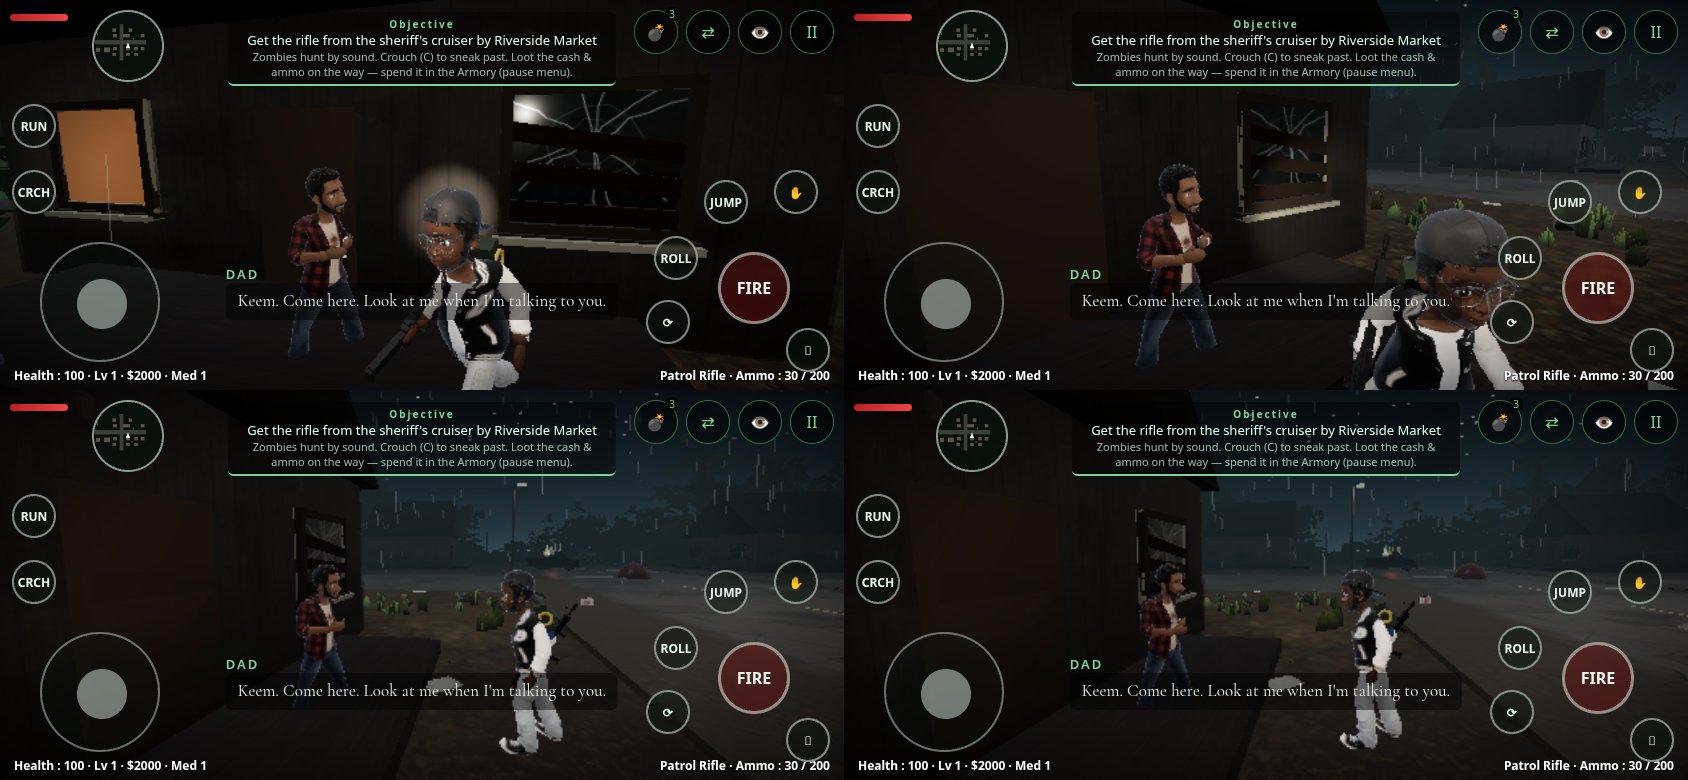 3
Objective
Get the rifle from the sheriff's cruiser by Riverside Market
Zombies hunt by sound. Crouch (C) to sneak past. Loot the cash &
ammo on the way — spend it in the Armory (pause menu).
II
RUN
CRCH
JUMP
ROLL
FIRE
DAD
Keem. Come here. Look at me when I'm talking to you.
Health : 100 · Lv 1 · $2000 · Med 1
Patrol Rifle · Ammo : 30 / 200
3
Objective
Get the rifle from the sheriff's cruiser by Riverside Market
Zombies hunt by sound. Crouch (C) to sneak past. Loot the cash &
ammo on the way — spend it in the Armory (pause menu).
II
RUN
CRCH
JUMP
ROLL
FIRE
DAD
Keem. Come here. Look at me when I'm talking to you.
Health : 100 · Lv 1 · $2000 · Med 1
Patrol Rifle · Ammo : 30 / 200
3
Objective
Get the rifle from the sheriff's cruiser by Riverside Market
Zombies hunt by sound. Crouch (C) to sneak past. Loot the cash &
ammo on the way — spend it in the Armory (pause menu).
II
RUN
CRCH
JUMP
ROLL
FIRE
DAD
Keem. Come here. Look at me when I'm talking to you.
Health : 100 · Lv 1 · $2000 · Med 1
Patrol Rifle · Ammo : 30 / 200
3
Objective
Get the rifle from the sheriff's cruiser by Riverside Market
Zombies hunt by sound. Crouch (C) to sneak past. Loot the cash &
ammo on the way — spend it in the Armory (pause menu).
II
RUN
CRCH
JUMP
ROLL
FIRE
DAD
Keem. Come here. Look at me when I'm talking to you.
Health : 100 · Lv 1 · $2000 · Med 1
Patrol Rifle · Ammo : 30 / 200